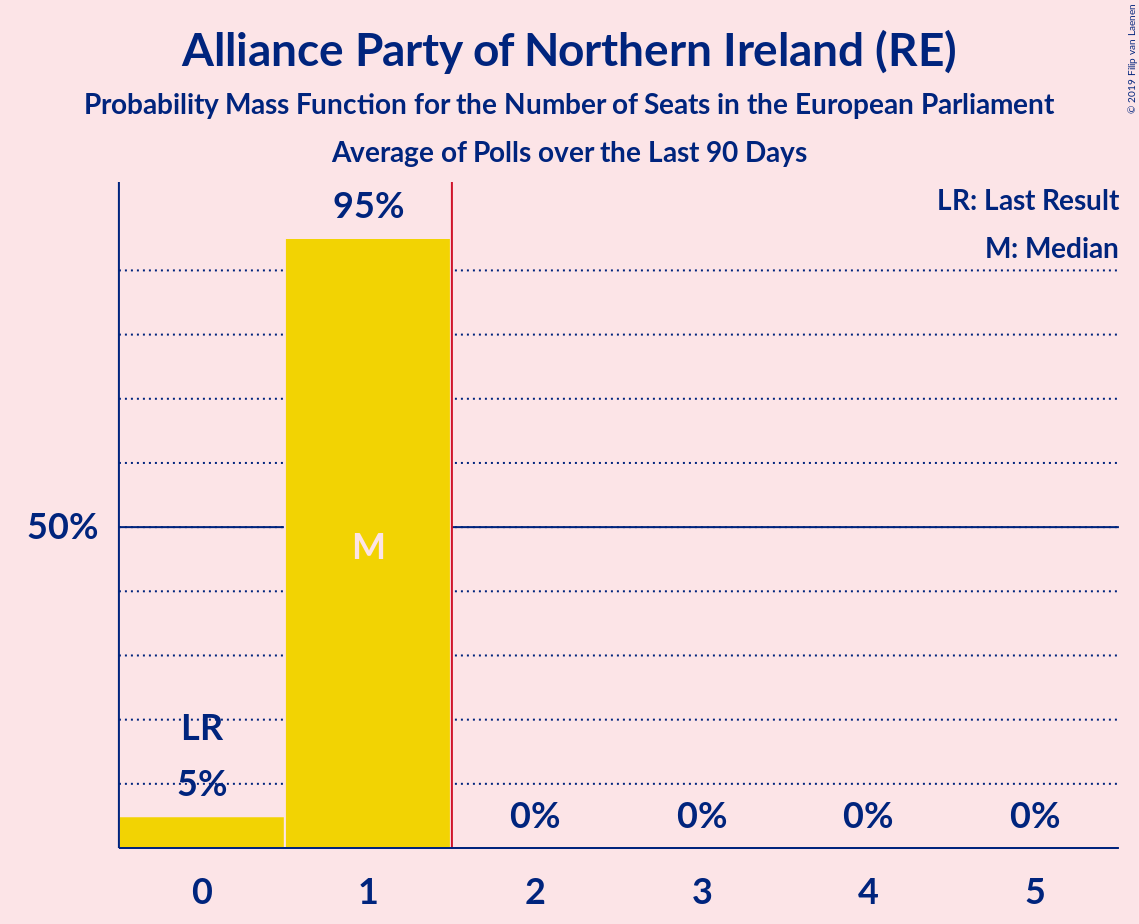 Alliance Party of Northern Ireland (RE)
Probability Mass Function for the Number of Seats in the European Parliament
Average of Polls over the Last 90 Days
© 2019 Filip van Laenen
LR: Last Result
M: Median
95%
50%
M
LR
5%
0% 0% 0% 0%
0 1 2 3 4 5